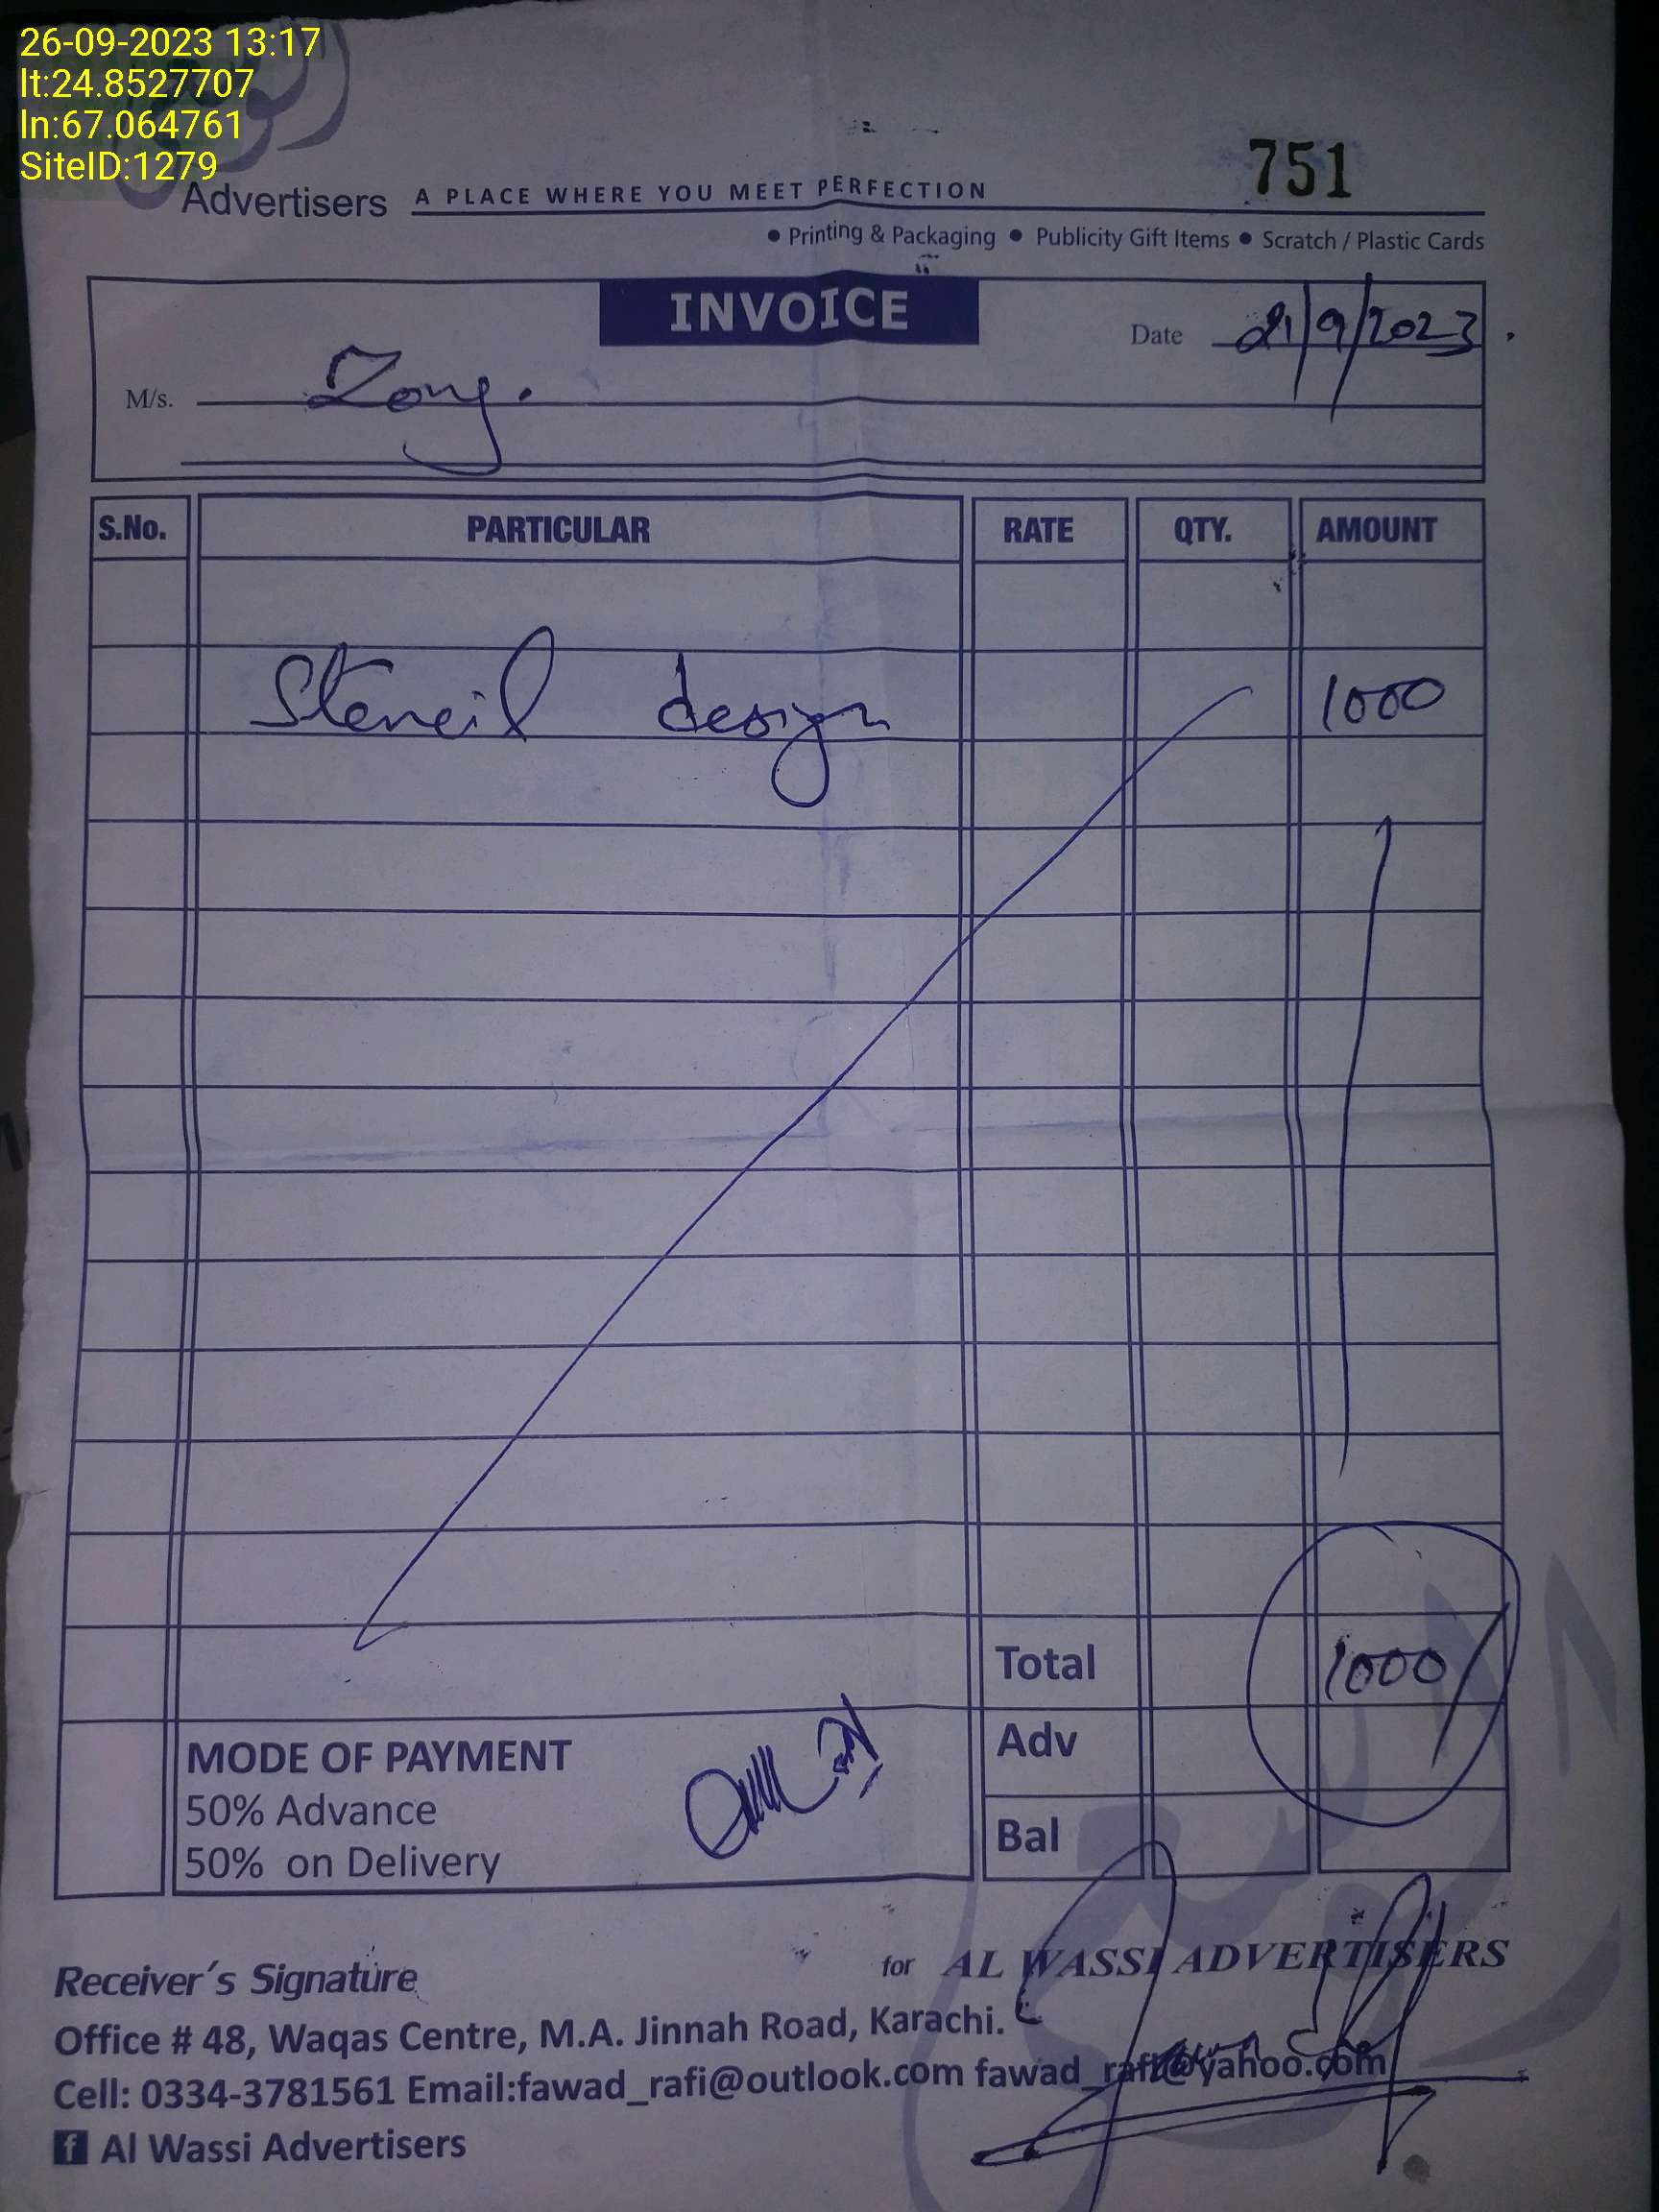 26-09-2023 13:17
lt:24.8527707
ln:67.064761
SiteID:1279
751
Advertisers A PLACE WHERE YOU MEET PERFECTION
• Printing & Packaging • Publicity Gift Items • Scratch / Plastic Cards
INVOICE
Date 21/9/2023
M/s. Zong.
S.No. PARTICULAR RATE QTY. AMOUNT
Stencil design 1000
Total 1000/
MODE OF PAYMENT Adv
50% Advance
50% on Delivery Bal
Receiver's Signature for AL WASSI ADVERTISERS
Office # 48, Waqas Centre, M.A. Jinnah Road, Karachi.
Cell: 0334-3781561 Email:fawad_rafi@outlook.com fawad_rafi@yahoo.com
f Al Wassi Advertisers